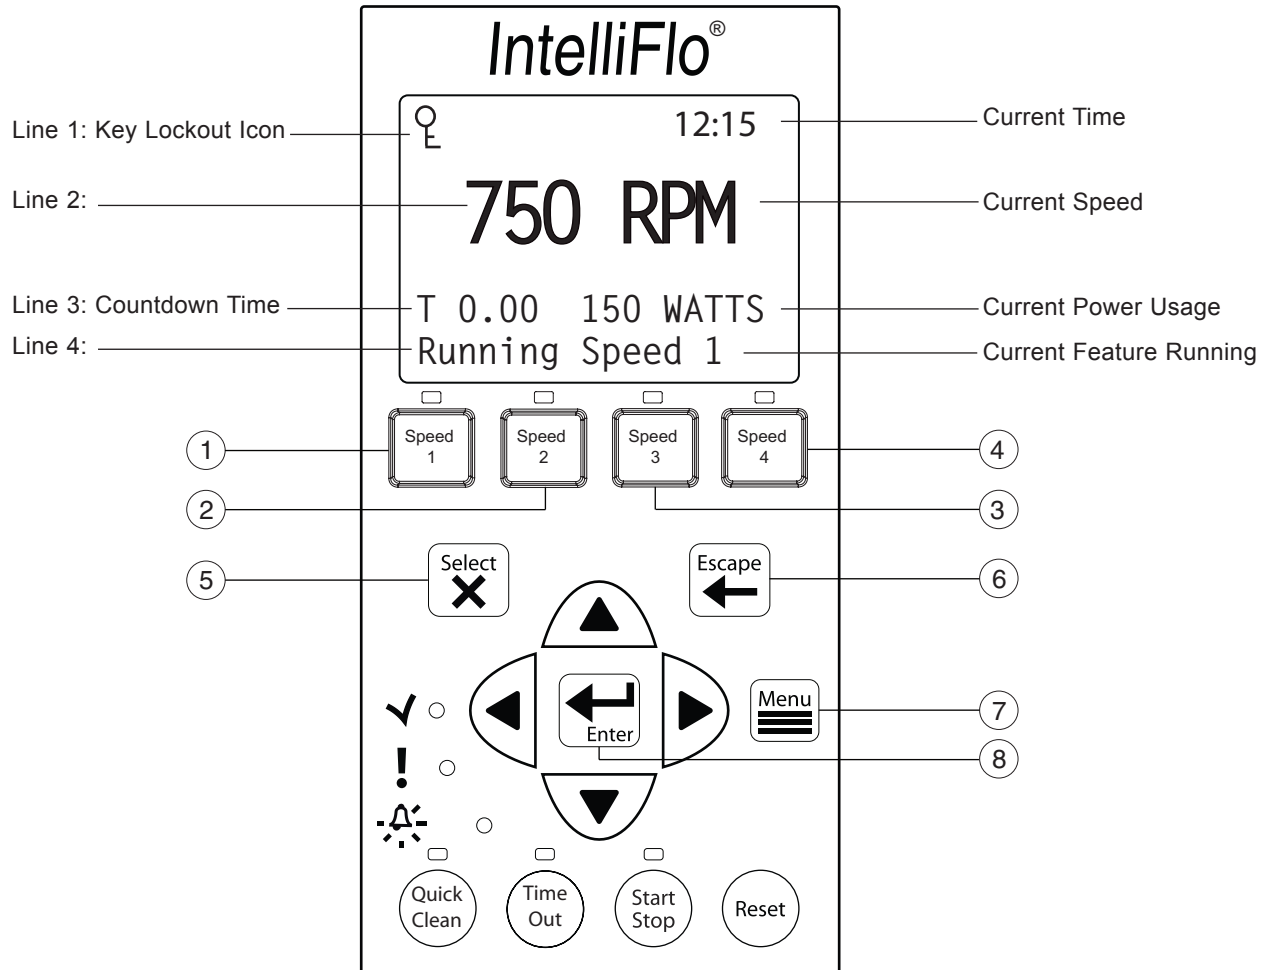 IntelliFlo®
Line 1: Key Lockout Icon
12:15
Current Time
Line 2:
750 RPM
Current Speed
Line 3: Countdown Time
T 0.00 150 WATTS
Current Power Usage
Line 4:
Running Speed 1
Current Feature Running
1
Speed
1
Speed
2
Speed
3
Speed
4
4
2
3
5
Select
Escape
6
Menu
7
Enter
8
Quick
Clean
Time
Out
Start
Stop
Reset